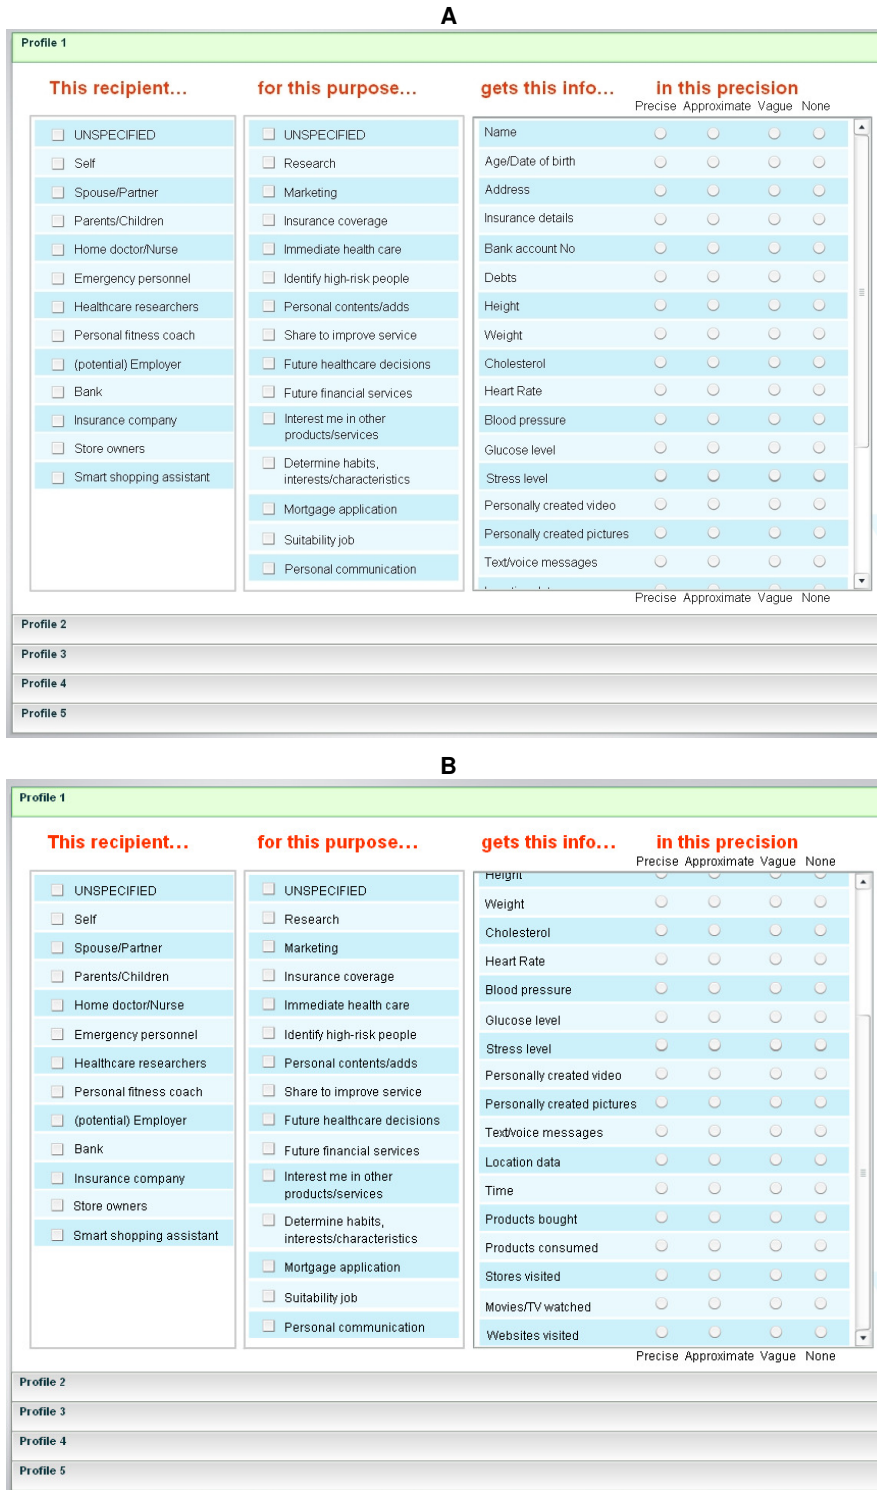 A
Profile 1
This recipient... for this purpose... gets this info... in this precision
Precise Approximate Vague None
UNSPECIFIED
Self
Spouse/Partner
Parents/Children
Home doctor/Nurse
Emergency personnel
Healthcare researchers
Personal fitness coach
(potential) Employer
Bank
Insurance company
Store owners
Smart shopping assistant
UNSPECIFIED
Research
Marketing
Insurance coverage
Immediate health care
Identify high-risk people
Personal contents/adds
Share to improve service
Future healthcare decisions
Future financial services
Interest me in other
products/services
Determine habits,
interests/characteristics
Mortgage application
Suitability job
Personal communication
Name
Age/Date of birth
Address
Insurance details
Bank account No
Debts
Height
Weight
Cholesterol
Heart Rate
Blood pressure
Glucose level
Stress level
Personally created video
Personally created pictures
Text/voice messages
Precise Approximate Vague None
Profile 2
Profile 3
Profile 4
Profile 5
B
Profile 1
This recipient... for this purpose... gets this info... in this precision
Precise Approximate Vague None
UNSPECIFIED
Self
Spouse/Partner
Parents/Children
Home doctor/Nurse
Emergency personnel
Healthcare researchers
Personal fitness coach
(potential) Employer
Bank
Insurance company
Store owners
Smart shopping assistant
UNSPECIFIED
Research
Marketing
Insurance coverage
Immediate health care
Identify high-risk people
Personal contents/adds
Share to improve service
Future healthcare decisions
Future financial services
Interest me in other
products/services
Determine habits,
interests/characteristics
Mortgage application
Suitability job
Personal communication
Height
Weight
Cholesterol
Heart Rate
Blood pressure
Glucose level
Stress level
Personally created video
Personally created pictures
Text/voice messages
Location data
Time
Products bought
Products consumed
Stores visited
Movies/TV watched
Websites visited
Precise Approximate Vague None
Profile 2
Profile 3
Profile 4
Profile 5